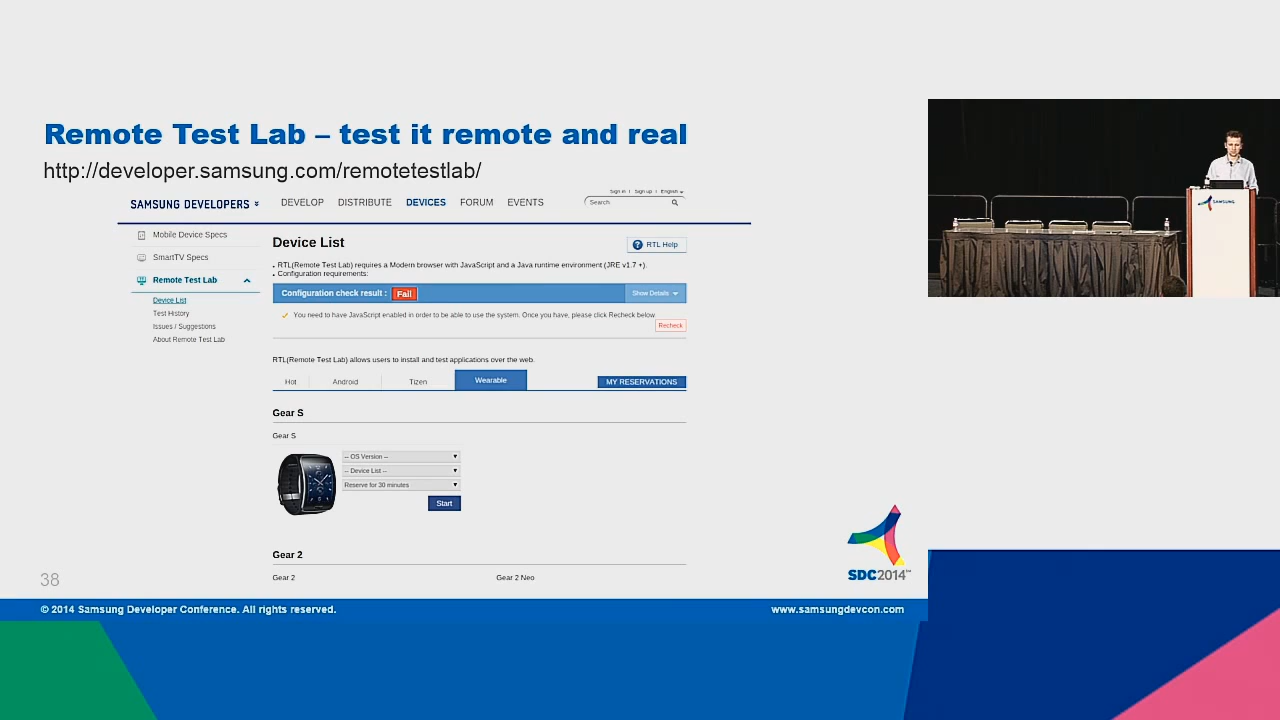 Remote Test Lab – test it remote and real
http://developer.samsung.com/remotetestlab/
Sign in | Sign up | English
SAMSUNG DEVELOPERS
DEVELOP DISTRIBUTE DEVICES FORUM EVENTS
Search
Mobile Device Specs
SmartTV Specs
Remote Test Lab
Device List
Test History
Issues / Suggestions
About Remote Test Lab
Device List
? RTL Help
• RTL(Remote Test Lab) requires a Modern browser with JavaScript and a Java runtime environment (JRE v1.7 +).
• Configuration requirements:
Configuration check result : Fail Show Details
You need to have JavaScript enabled in order to be able to use the system. Once you have, please click Recheck below.
Recheck
RTL(Remote Test Lab) allows users to install and test applications over the web.
Hot Android Tizen Wearable MY RESERVATIONS
Gear S
Gear S
-- OS Version --
-- Device List --
Reserve for 30 minutes
Start
Gear 2
Gear 2 Gear 2 Neo
38
SDC2014™
© 2014 Samsung Developer Conference. All rights reserved.
www.samsungdevcon.com
SAMSUNG